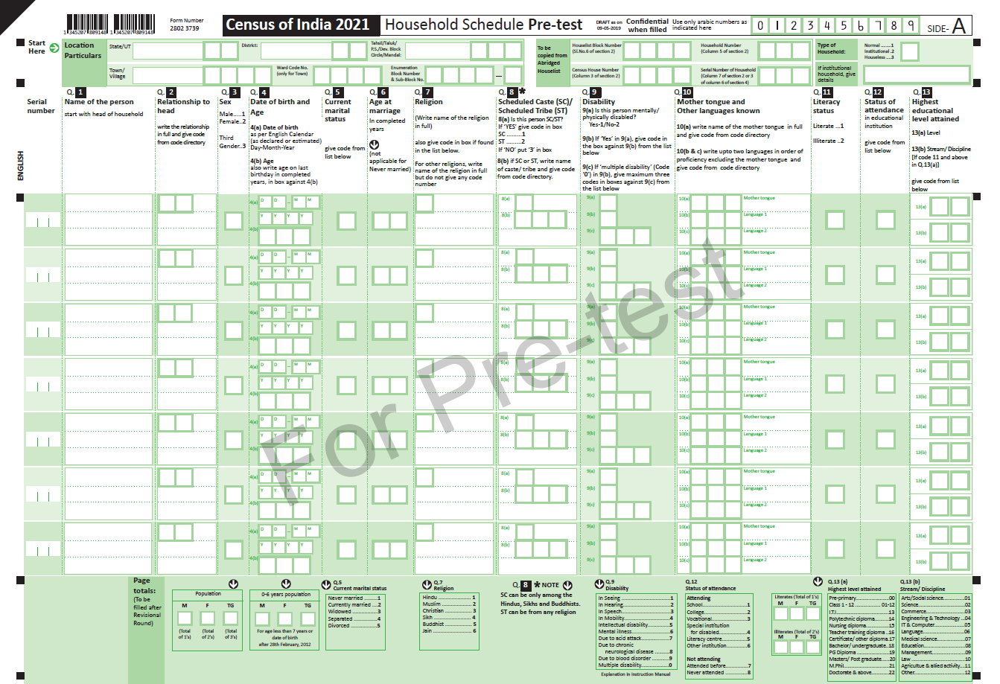 Form Number
2802 3739
1 345207 809148 1 345207 809148
Census of India 2021 Household Schedule Pre-test
DRAFT as on
09-05-2019
Confidential
when filled
Use only arabic numbers as
indicated here
0 1 2 3 4 5 6 7 8 9
SIDE- A
Start
Here
Location
Particulars
State/UT
District:
Tahsil/Taluk/
P.S./Dev. Block
Circle/Mandal:
Town/
Village
Ward Code No.
(only for Town)
Enumeration
Block Number
& Sub-Block No.
To be
copied from
Abridged
Houselist
Houselist Block Number
(Sl.No.6 of section 2)
Household Number
(Column 5 of section 2)
Census House Number
(Column 3 of section 2)
Serial Number of Household
(Column 7 of section 2 or 3
of column 6 of section 4)
Type of
Household:
Normal ........1
Institutional .2
Houseless ....3
If institutional
household, give
details
ENGLISH
Serial
number
Q. 1
Name of the person
start with head of household
Q. 2
Relationship to
head
write the relationship
in full and give code
from code directory
Q. 3
Sex
Male.....1
Female..2
Third
Gender..3
Q. 4
Date of birth and
Age
4(a) Date of birth
as per English Calendar
(as declared or estimated)
Day-Month-Year
4(b) Age
also write age on last
birthday in completed
years, in box against 4(b)
Q. 5
Current
marital
status
give code from
list below
Q. 6
Age at
marriage
In completed
years
(not
applicable for
Never married)
Q. 7
Religion
(Write name of the religion
in full)
also give code in box if found
in the list below.
For other religions, write
name of the religion in full
but do not give any code
number
Q. 8 *
Scheduled Caste (SC)/
Scheduled Tribe (ST)
8(a) Is this person SC/ST?
If ‘YES’ give code in box
SC .........1
ST .........2
If ‘NO’ put ‘3’ in box
8(b) if SC or ST, write name
of caste/ tribe and give code
from code directory.
Q. 9
Disability
9(a) Is this person mentally/
physically disabled?
Yes-1/No-2
9(b) If ‘Yes’ in 9(a), give code in
the box against 9(b) from the list
below
9(c) If ‘multiple disability’ (Code
‘0’) in 9(b), give maximum three
codes in boxes against 9(c) from
the list below
Q. 10
Mother tongue and
Other languages known
10(a) write name of the mother tongue in full
and give code from code directory
10(b & c) write upto two languages in order of
proficiency excluding the mother tongue and
give code from code directory
Q. 11
Literacy
status
Literate ...1
Illiterate ..2
Q. 12
Status of
attendance
in educational
institution
give code from
list below
Q. 13
Highest
educational
level attained
13(a) Level
13(b) Stream/ Discipline
[If code 11 and above
in Q.13(a)]
give code from list
below
4(a) D D – M M 8(a) 9(a) 10(a) Mother tongue 13(a)
Y Y Y Y 8(b) 9(b) 10(b) Language 1
4(b) 9(c) 10(c) Language 2 13(b)
4(a) D D – M M 8(a) 9(a) 10(a) Mother tongue 13(a)
Y Y Y Y 8(b) 9(b) 10(b) Language 1
4(b) 9(c) 10(c) Language 2 13(b)
4(a) D D – M M 8(a) 9(a) 10(a) Mother tongue 13(a)
Y Y Y Y 8(b) 9(b) 10(b) Language 1
4(b) 9(c) 10(c) Language 2 13(b)
4(a) D D – M M 8(a) 9(a) 10(a) Mother tongue 13(a)
Y Y Y Y 8(b) 9(b) 10(b) Language 1
4(b) 9(c) 10(c) Language 2 13(b)
4(a) D D – M M 8(a) 9(a) 10(a) Mother tongue 13(a)
Y Y Y Y 8(b) 9(b) 10(b) Language 1
4(b) 9(c) 10(c) Language 2 13(b)
4(a) D D – M M 8(a) 9(a) 10(a) Mother tongue 13(a)
Y Y Y Y 8(b) 9(b) 10(b) Language 1
4(b) 9(c) 10(c) Language 2 13(b)
4(a) D D – M M 8(a) 9(a) 10(a) Mother tongue 13(a)
Y Y Y Y 8(b) 9(b) 10(b) Language 1
4(b) 9(c) 10(c) Language 2 13(b)
For Pre-test
Page
totals:
(To be
filled after
Revisional
Round)
Population
M F TG
(Total of 1's) (Total of 2's) (Total of 3's)
0-6 years population
M F TG
For age less than 7 years or
date of birth
after 28th February, 2012
Q.5
Current marital status
Never married ........1
Currently married ...2
Widowed ..............3
Separated .............4
Divorced ...............5
Q.7
Religion
Hindu .................... 1
Muslim .................. 2
Christian ................ 3
Sikh ...................... 4
Buddhist ................ 5
Jain ....................... 6
Q. 8 * NOTE
SC can be only among the
Hindus, Sikhs and Buddhists.
ST can be from any religion
Q.9
Disability
In Seeing ..............................1
In Hearing.............................2
In Speech..............................3
In Mobility............................4
Intellectual disability............5
Mental illness.......................6
Due to acid attack................7
Due to chronic
neurological disease .........8
Due to blood disorder .........9
Multiple disability................0
Explanation in Instruction Manual
Q.12
Status of attendance
Attending
School.........................1
College........................2
Vocational...................3
Special institution
for disabled...............4
Literacy centre............5
Other institution..........6
Not attending
Attended before..........7
Never attended ..........8
Literates (Total of 1's)
M F TG
Illiterates (Total of 2's)
M F TG
Q.13 (a)
Highest level attained
Pre-primary..................00
Class 1 - 12 ............ 01-12
I.T.I...............................13
Polytechnic diploma.......14
Nursing diploma............15
Teacher training diploma ..16
Certificate/ other diploma.17
Bachelor/ undergraduate..18
PG Diploma ..................19
Masters/ Post graduate.....20
M.Phil...........................21
Doctorate & above..........22
Q.13 (b)
Stream/ Discipline
Arts/Social science..........01
Science..........................02
Commerce.....................03
Engineering & Technology ...04
IT & Computer................05
Language.......................06
Medical science..............07
Education......................08
Management..................09
Law ..............................10
Agricultue & allied activity....11
Other............................12